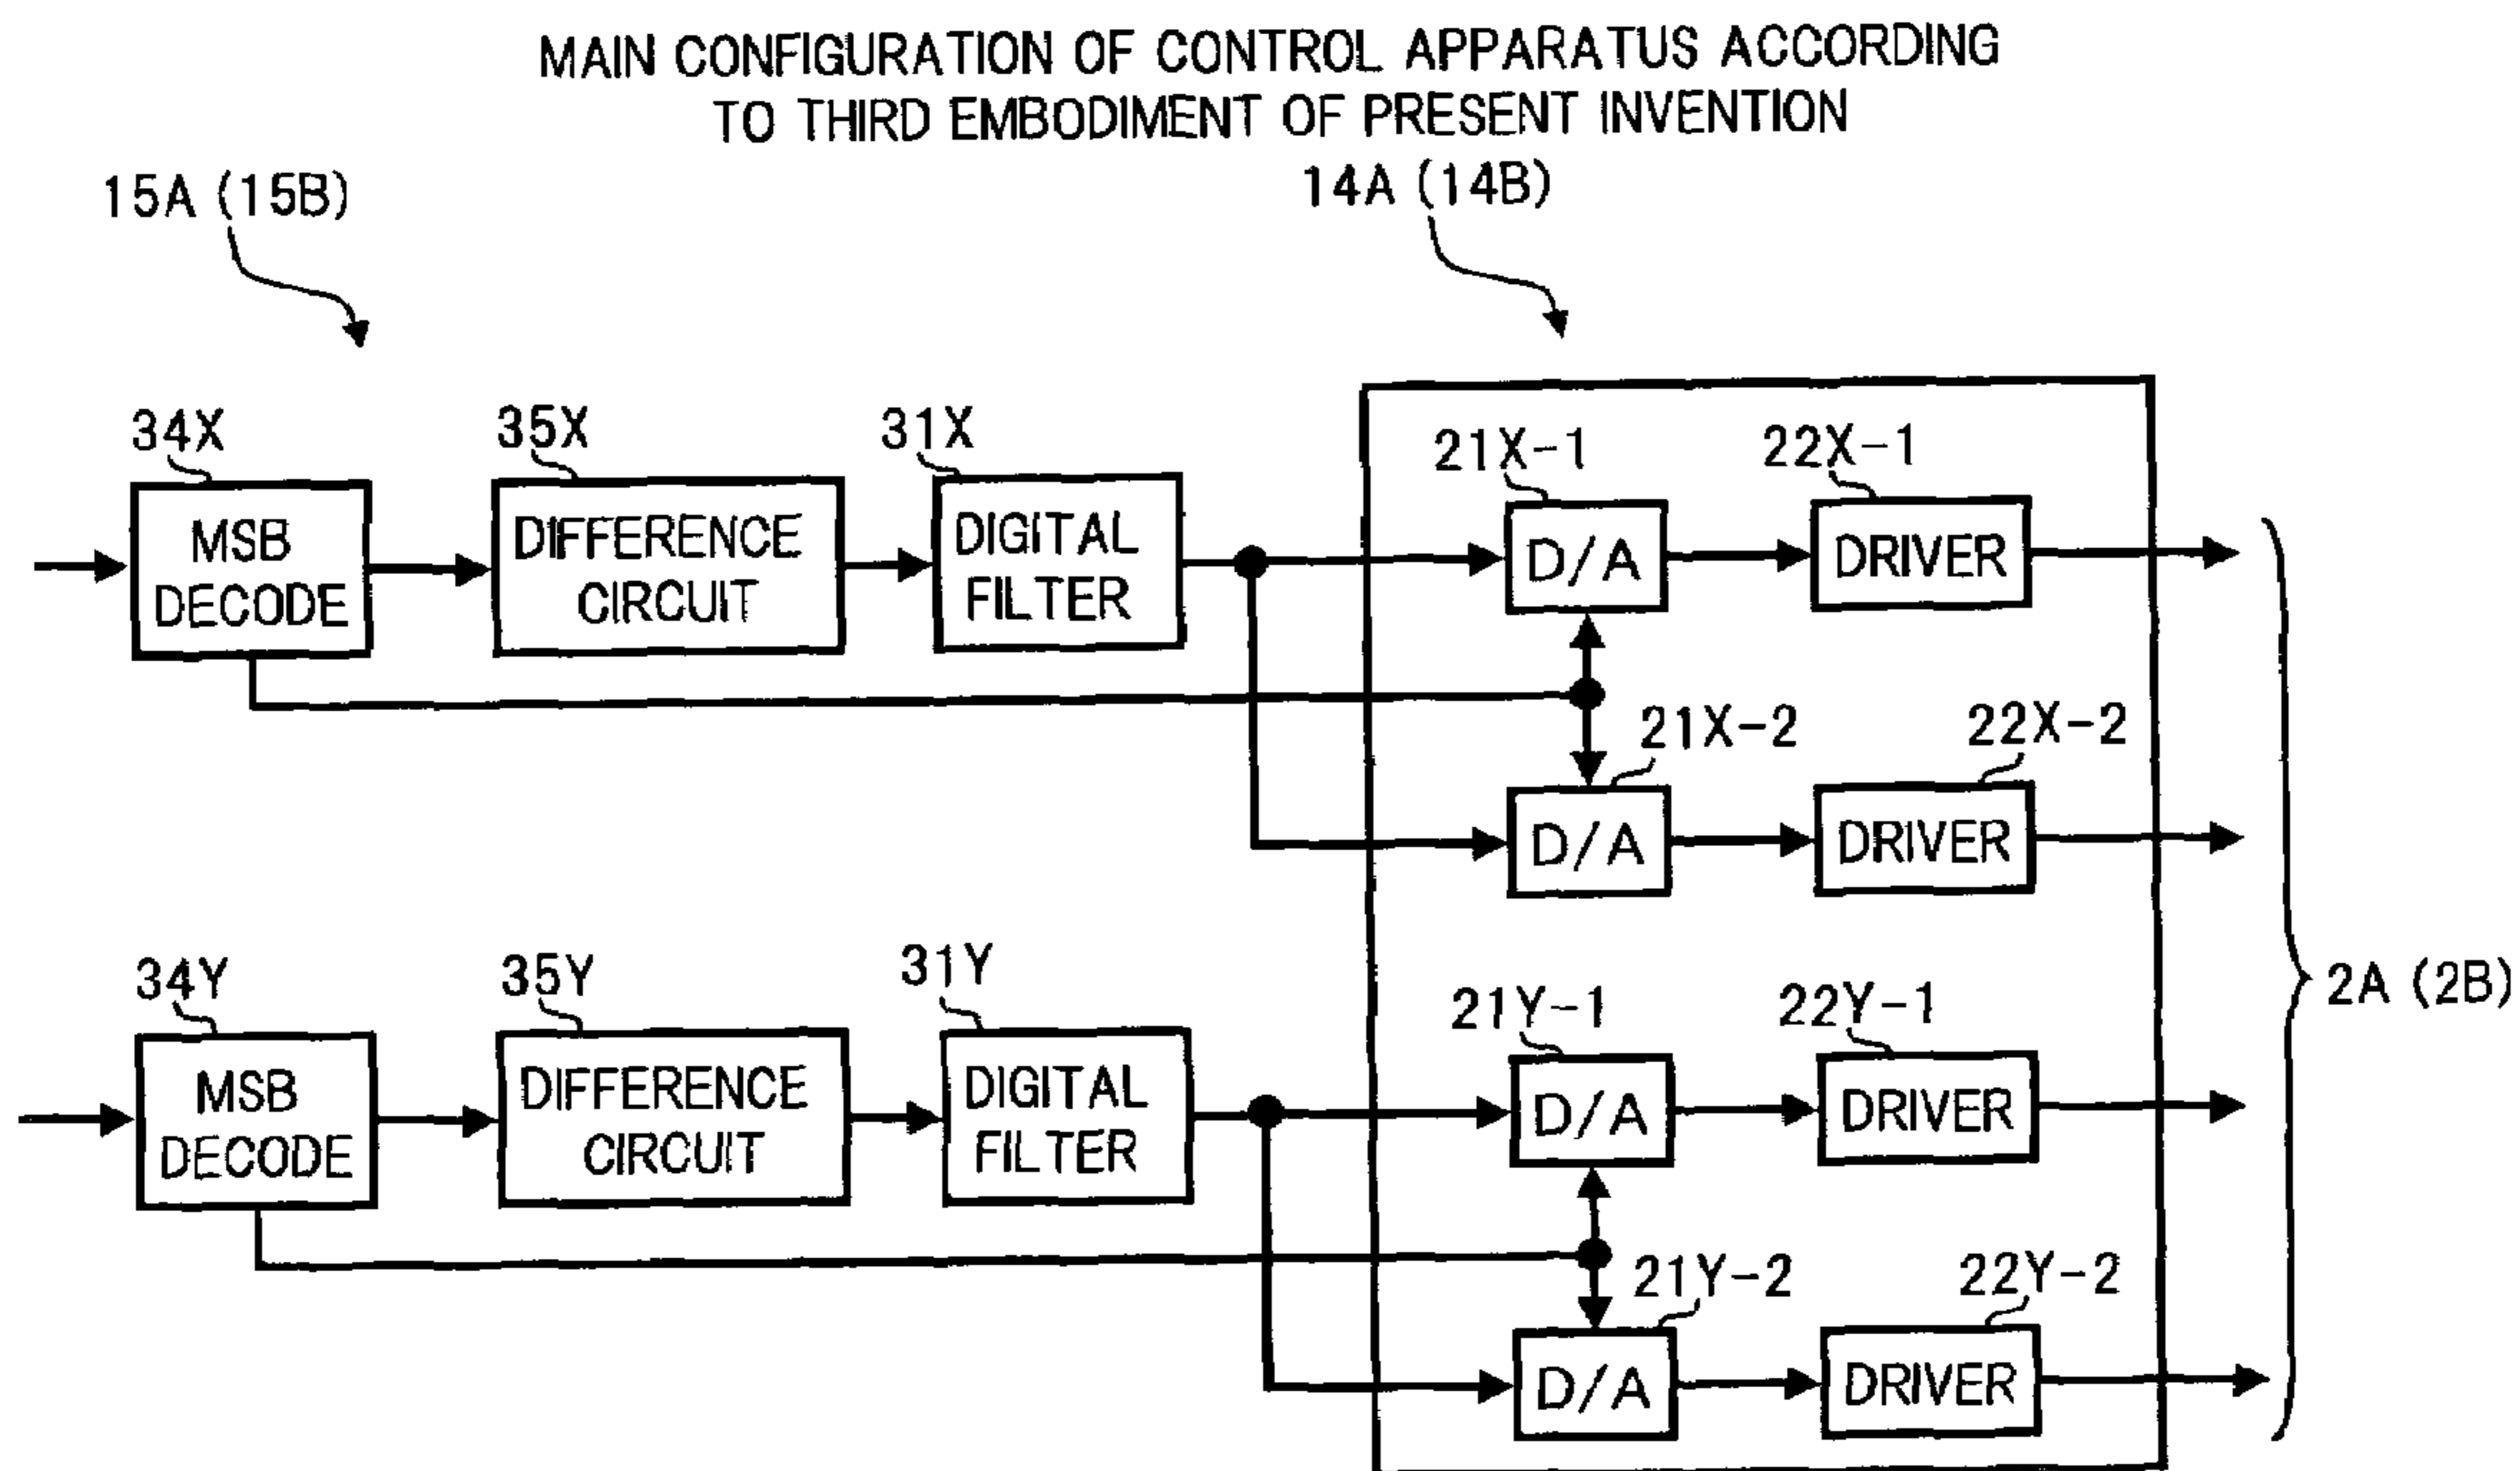 MAIN CONFIGURATION OF CONTROL APPARATUS ACCORDING
TO THIRD EMBODIMENT OF PRESENT INVENTION
15A (15B)
14A (14B)
34X
35X
31X
21X-1
22X-1
MSB
DECODE
DIFFERENCE
CIRCUIT
DIGITAL
FILTER
D/A
DRIVER
21X-2
22X-2
D/A
DRIVER
2A (2B)
34Y
35Y
31Y
21Y-1
22Y-1
MSB
DECODE
DIFFERENCE
CIRCUIT
DIGITAL
FILTER
D/A
DRIVER
21Y-2
22Y-2
D/A
DRIVER